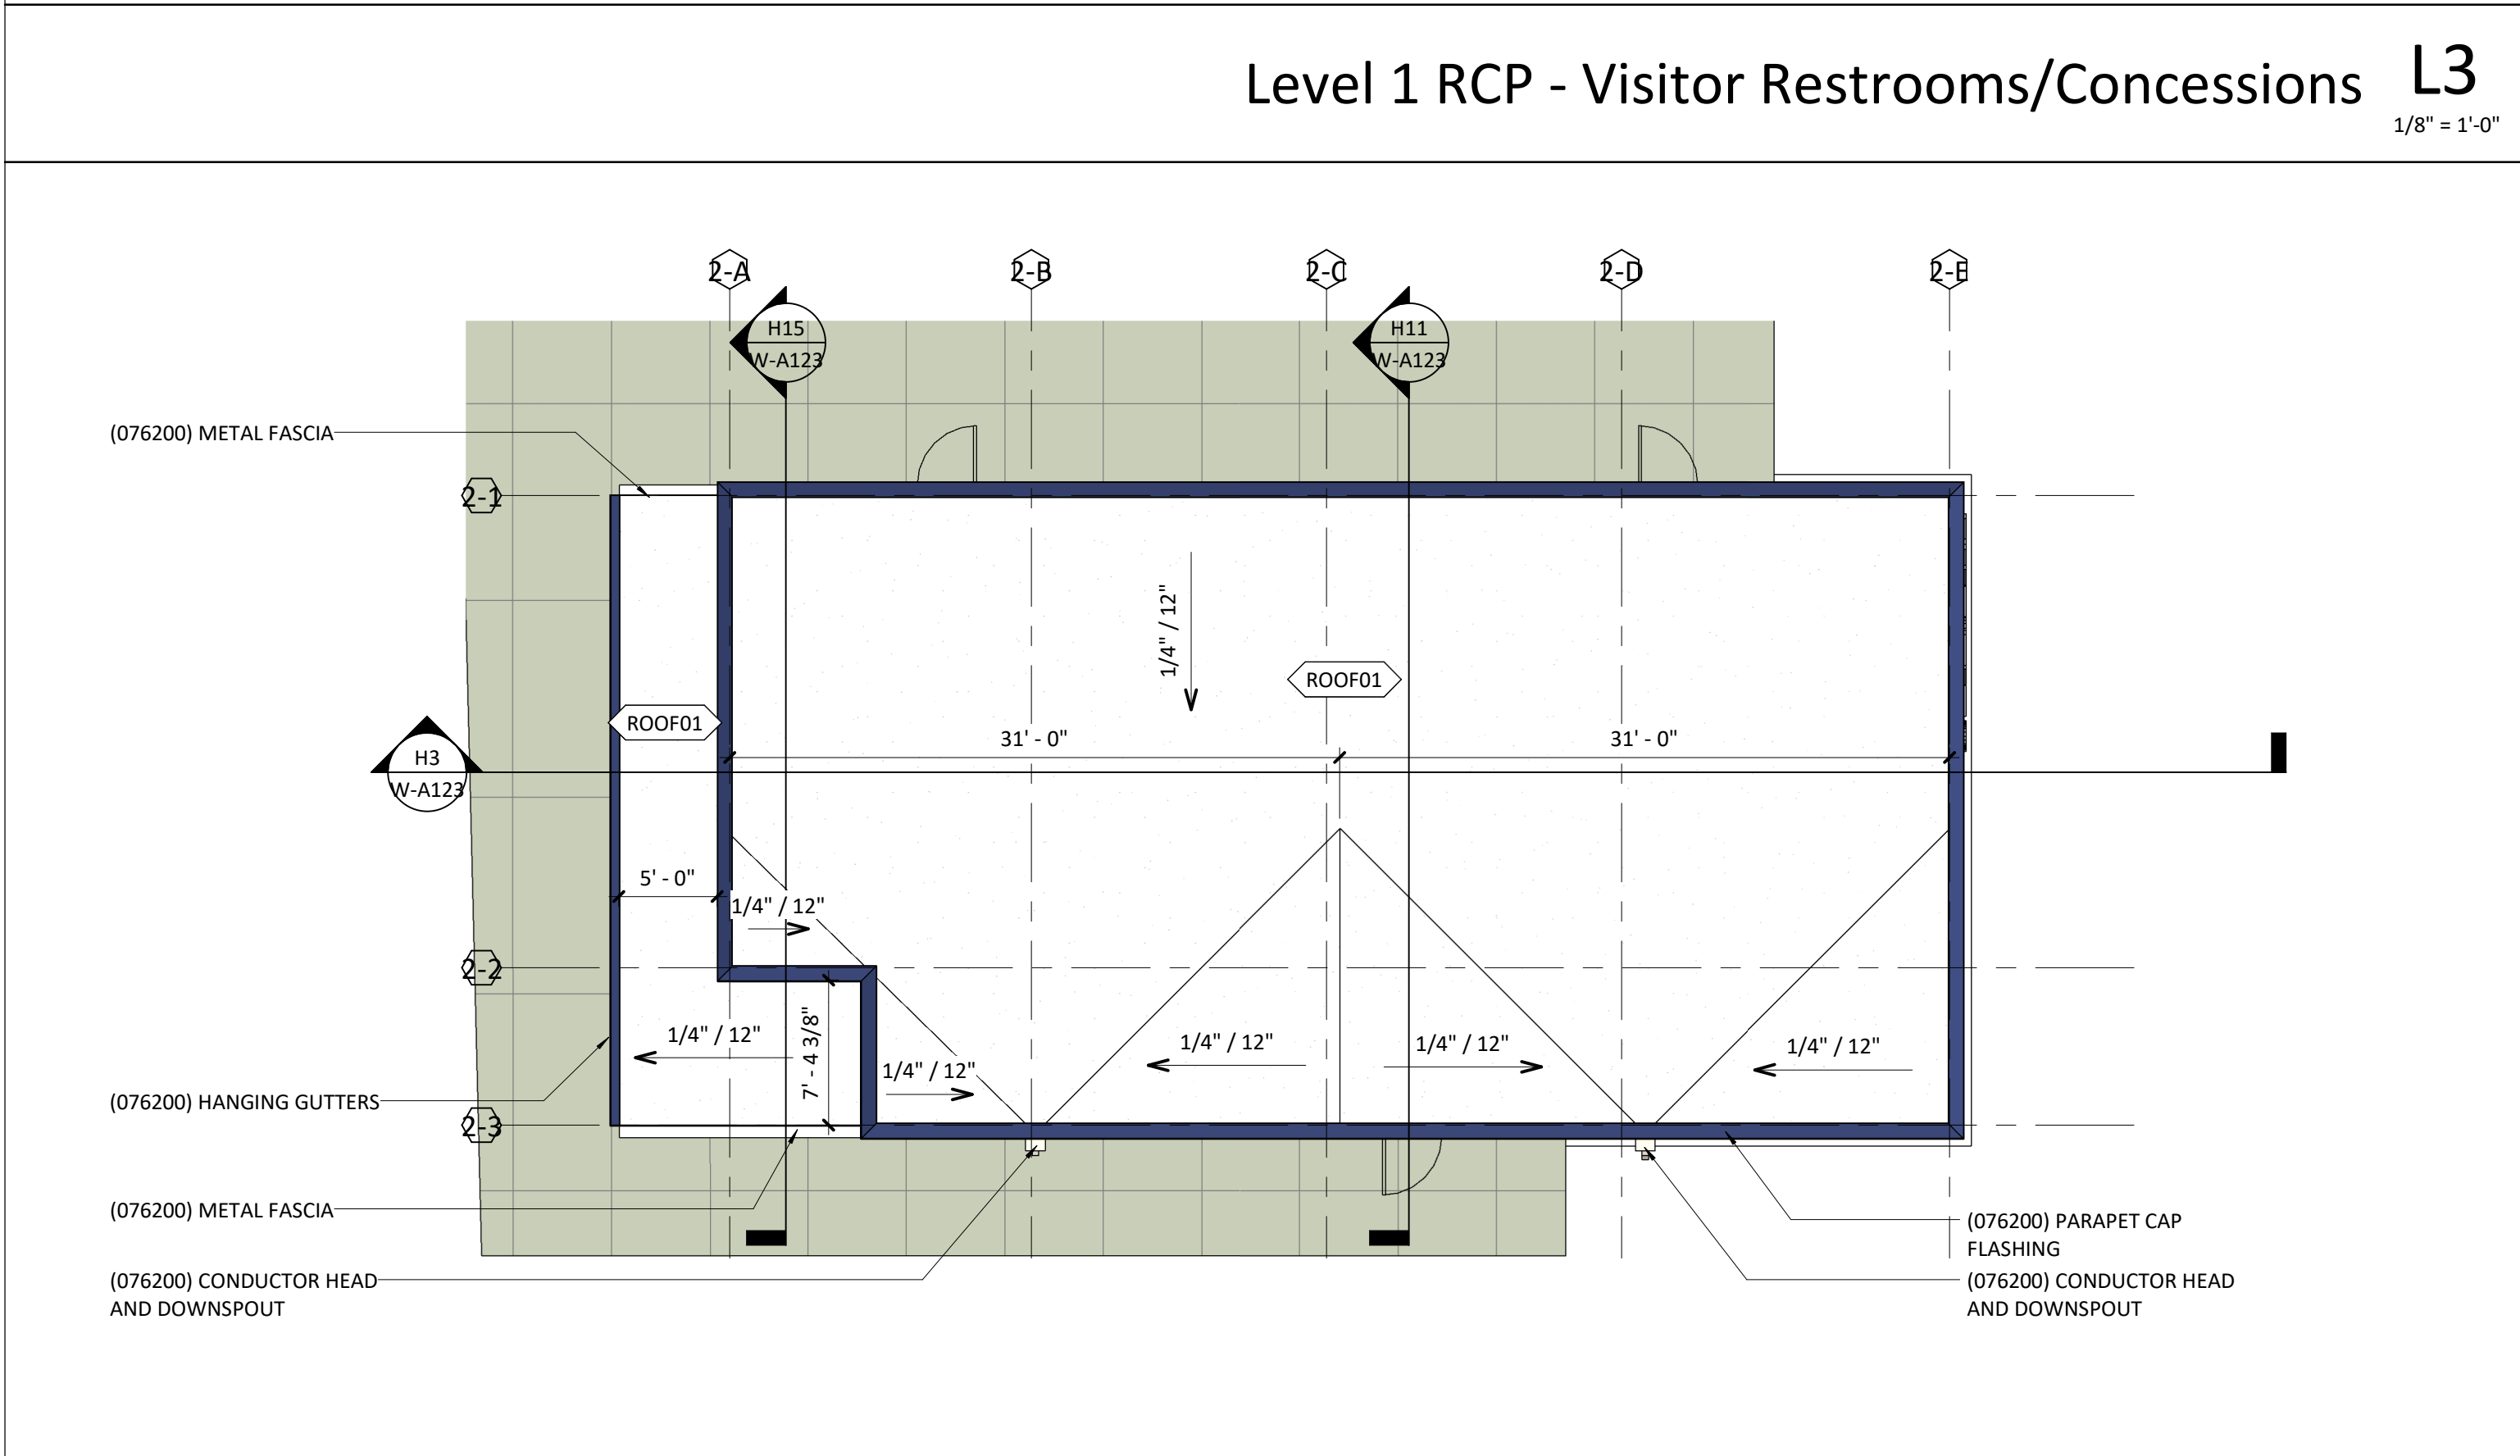 Level 1 RCP - Visitor Restrooms/Concessions L3
1/8" = 1'-0"
2-A
2-B
2-C
2-D
2-E
H15
W-A123
H11
W-A123
(076200) METAL FASCIA
2-1
1/4" / 12"
ROOF01
ROOF01
31' - 0"
31' - 0"
H3
W-A123
5' - 0"
1/4" / 12"
2-2
1/4" / 12"
7' - 4 3/8"
1/4" / 12"
1/4" / 12"
1/4" / 12"
1/4" / 12"
(076200) HANGING GUTTERS
2-3
(076200) METAL FASCIA
(076200) PARAPET CAP
FLASHING
(076200) CONDUCTOR HEAD
AND DOWNSPOUT
(076200) CONDUCTOR HEAD
AND DOWNSPOUT